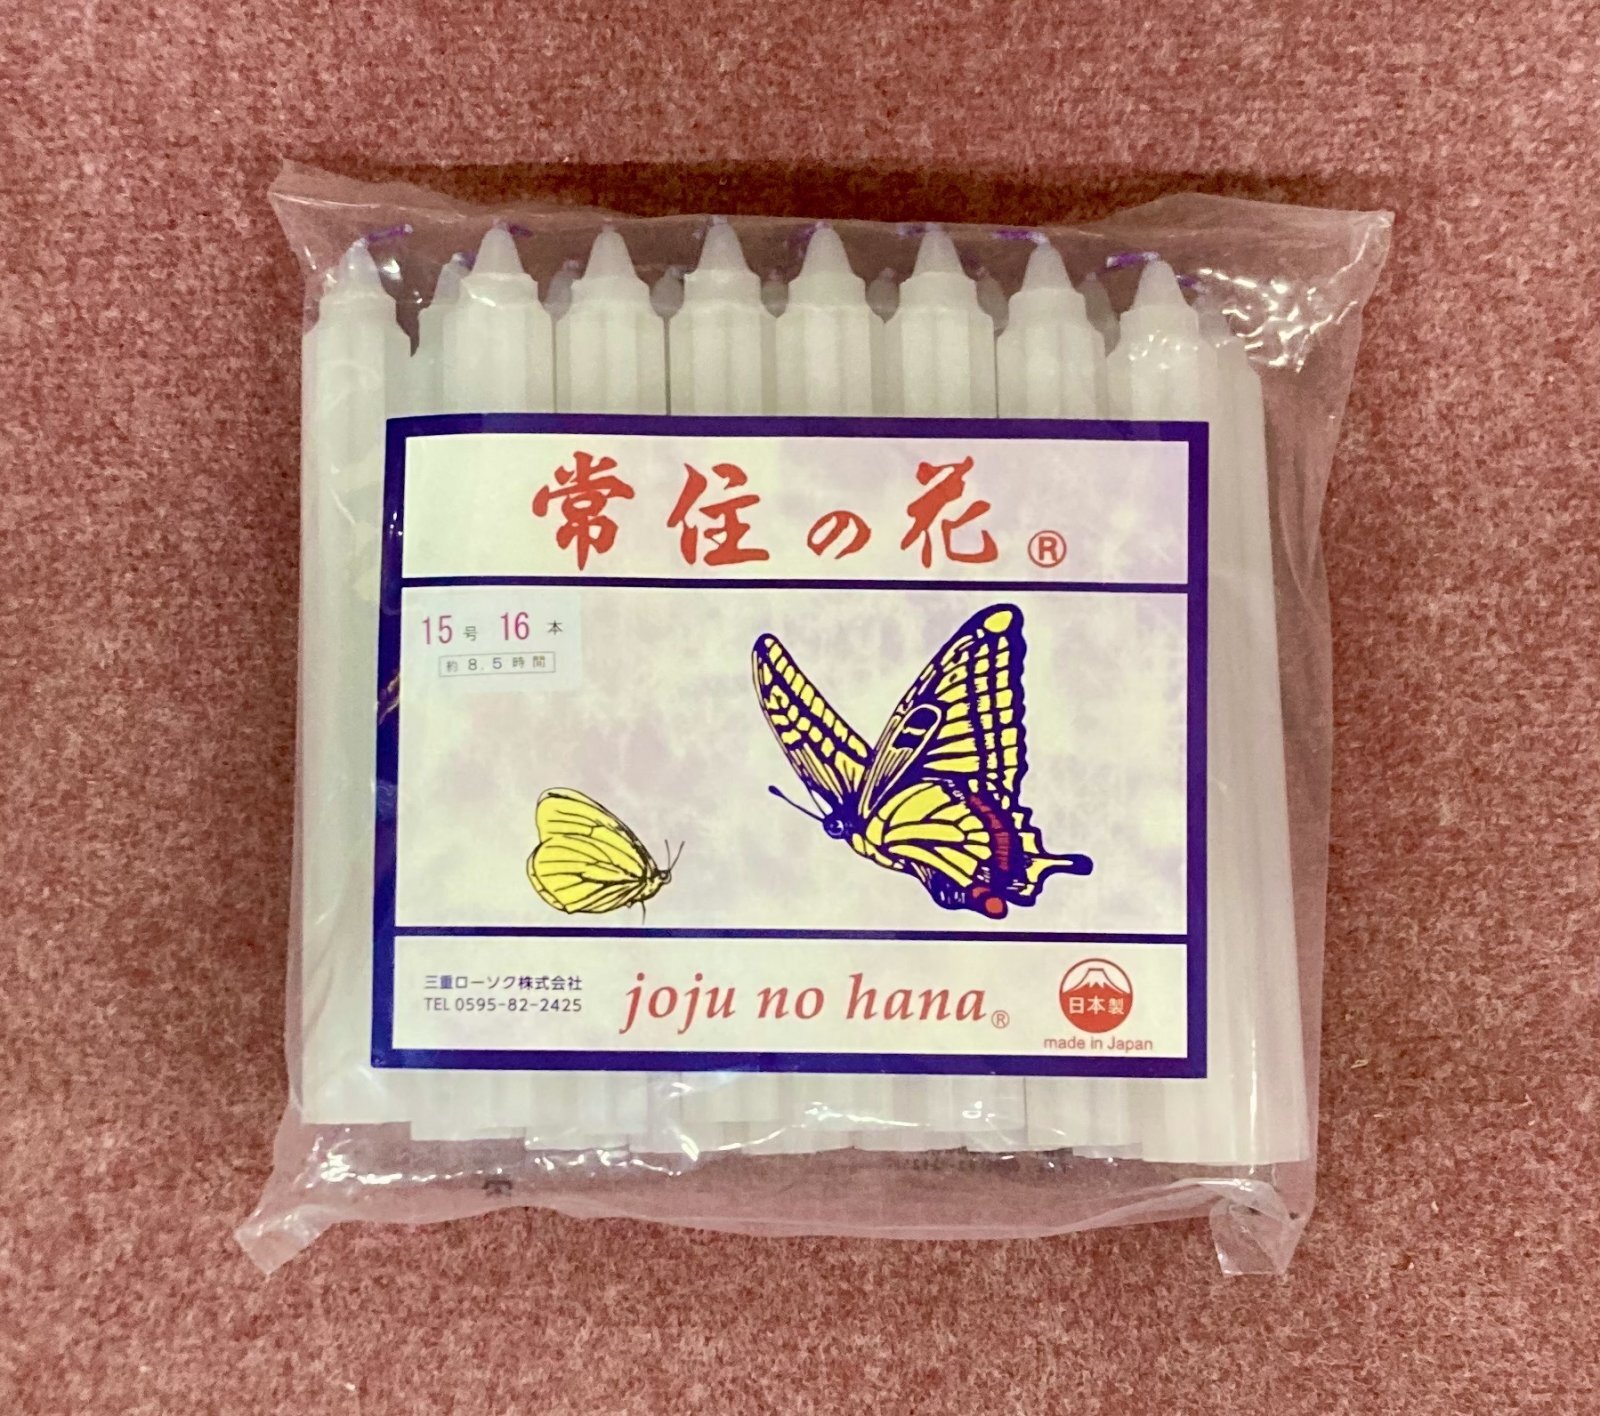 常住の花®
15号 16本
約8.5時間
三重ローソク株式会社
TEL 0595-82-2425
joju no hana®
日本製
made in Japan